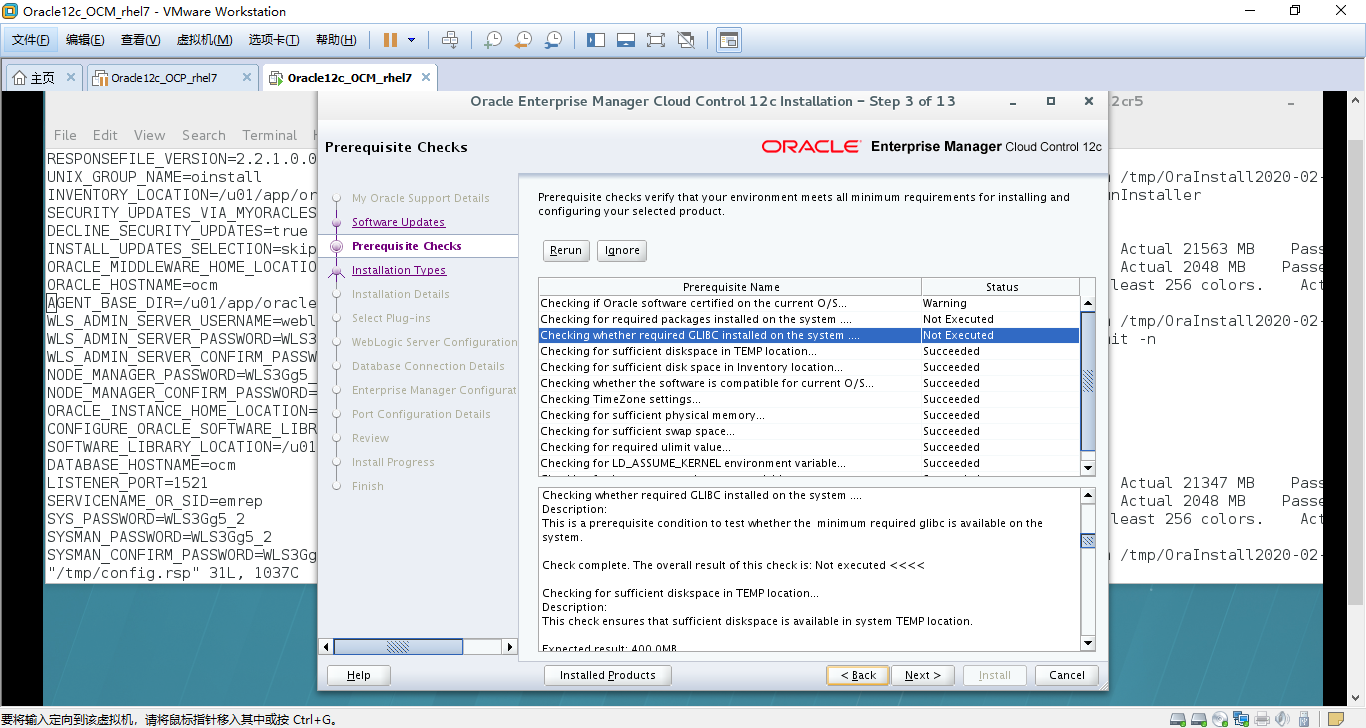 Oracle12c_OCM_rhel7 - VMware Workstation
文件(F) 编辑(E) 查看(V) 虚拟机(M) 选项卡(T) 帮助(H)
主页 Oracle12c_OCP_rhel7 Oracle12c_OCM_rhel7
Oracle Enterprise Manager Cloud Control 12c Installation - Step 3 of 13
2cr5
File Edit View Search Terminal
Prerequisite Checks
ORACLE Enterprise Manager Cloud Control 12c
RESPONSEFILE_VERSION=2.2.1.0.0
UNIX_GROUP_NAME=oinstall
INVENTORY_LOCATION=/u01/app/or
SECURITY_UPDATES_VIA_MYORACLES
DECLINE_SECURITY_UPDATES=true
INSTALL_UPDATES_SELECTION=skip
ORACLE_MIDDLEWARE_HOME_LOCATIO
ORACLE_HOSTNAME=ocm
AGENT_BASE_DIR=/u01/app/oracle
WLS_ADMIN_SERVER_USERNAME=webl
WLS_ADMIN_SERVER_PASSWORD=WLS3
WLS_ADMIN_SERVER_CONFIRM_PASSW
NODE_MANAGER_PASSWORD=WLS3Gg5_
NODE_MANAGER_CONFIRM_PASSWORD=
ORACLE_INSTANCE_HOME_LOCATION=
CONFIGURE_ORACLE_SOFTWARE_LIBR
SOFTWARE_LIBRARY_LOCATION=/u01
DATABASE_HOSTNAME=ocm
LISTENER_PORT=1521
SERVICENAME_OR_SID=emrep
SYS_PASSWORD=WLS3Gg5_2
SYSMAN_PASSWORD=WLS3Gg5_2
SYSMAN_CONFIRM_PASSWORD=WLS3Gg
"/tmp/config.rsp" 31L, 1037C
My Oracle Support Details
Software Updates
Prerequisite Checks
Installation Types
Installation Details
Select Plug-ins
WebLogic Server Configuration
Database Connection Details
Enterprise Manager Configurat
Port Configuration Details
Review
Install Progress
Finish
Prerequisite checks verify that your environment meets all minimum requirements for installing and
configuring your selected product.
Rerun Ignore
Prerequisite Name Status
Checking if Oracle software certified on the current O/S... Warning
Checking for required packages installed on the system .... Not Executed
Checking whether required GLIBC installed on the system .... Not Executed
Checking for sufficient diskspace in TEMP location... Succeeded
Checking for sufficient disk space in Inventory location... Succeeded
Checking whether the software is compatible for current O/S... Succeeded
Checking TimeZone settings... Succeeded
Checking for sufficient physical memory... Succeeded
Checking for sufficient swap space... Succeeded
Checking for required ulimit value... Succeeded
Checking for LD_ASSUME_KERNEL environment variable... Succeeded
Checking whether required GLIBC installed on the system ....
Description:
This is a prerequisite condition to test whether the minimum required glibc is available on the
system.
Check complete. The overall result of this check is: Not executed <<<<
Checking for sufficient diskspace in TEMP location...
Description:
This check ensures that sufficient diskspace is available in system TEMP location.
Expected result: 400.0MB
Help Installed Products < Back Next > Install Cancel
/tmp/OraInstall2020-02-
nInstaller
Actual 21563 MB Pass
Actual 2048 MB Passe
least 256 colors. Act
/tmp/OraInstall2020-02-
it -n
Actual 21347 MB Pass
Actual 2048 MB Passe
least 256 colors. Act
/tmp/OraInstall2020-02-
要将输入定向到该虚拟机，请将鼠标指针移入其中或按 Ctrl+G。